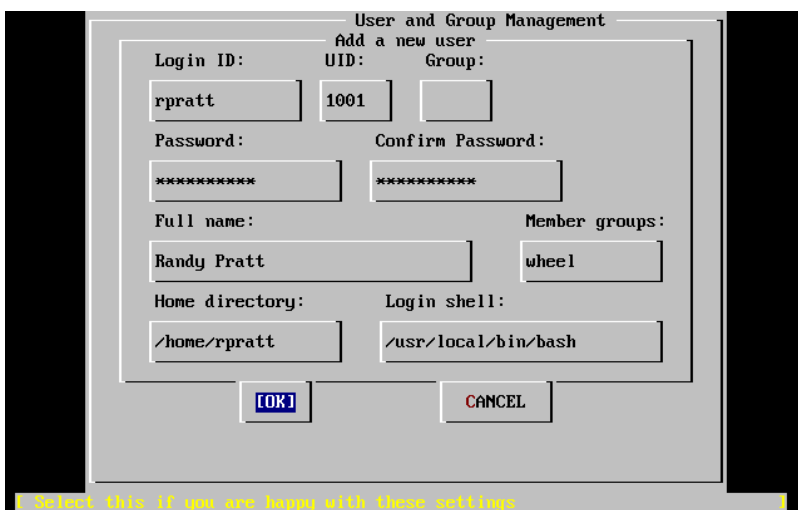 User and Group Management
Add a new user
Login ID: UID: Group:
rpratt 1001
Password: Confirm Password:
********** **********
Full name: Member groups:
Randy Pratt wheel
Home directory: Login shell:
/home/rpratt /usr/local/bin/bash
[OK] CANCEL
[ Select this if you are happy with these settings ]